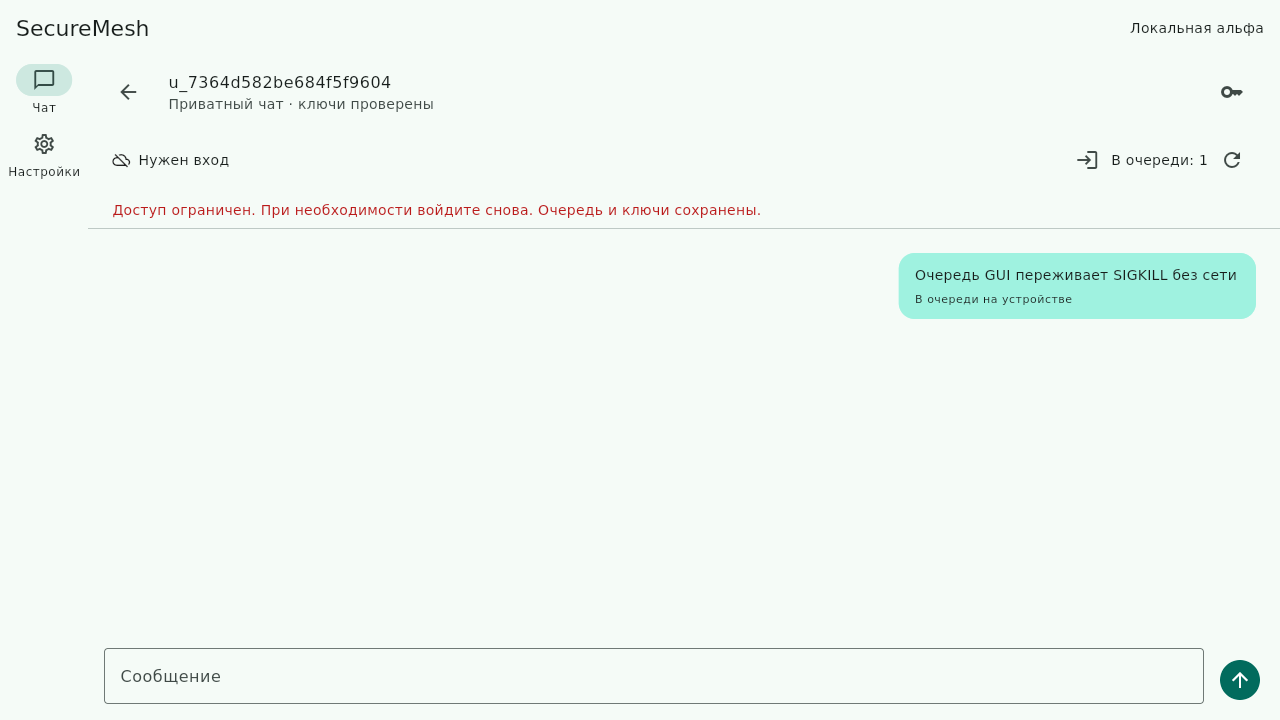 SecureMesh
Локальная альфа
Чат
Настройки
u_7364d582be684f5f9604
Приватный чат · ключи проверены
Нужен вход
В очереди: 1
Доступ ограничен. При необходимости войдите снова. Очередь и ключи сохранены.
Очередь GUI переживает SIGKILL без сети
В очереди на устройстве
Сообщение